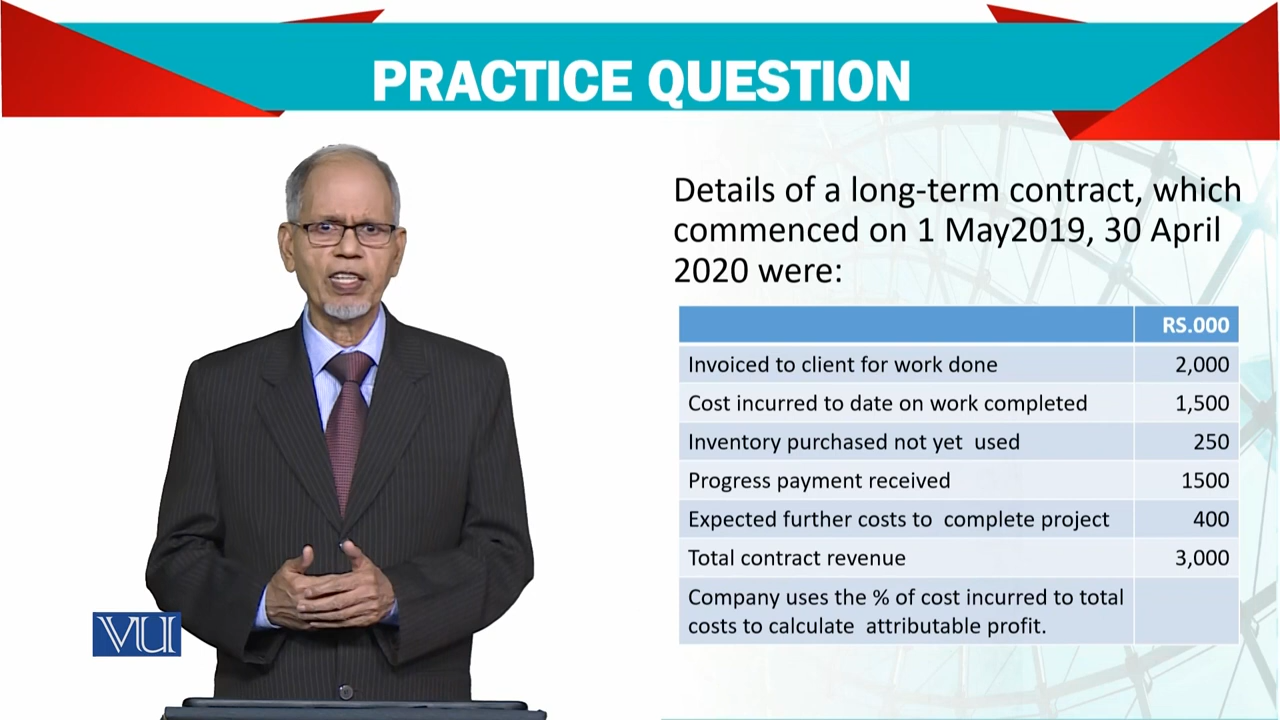 PRACTICE QUESTION
Details of a long-term contract, which
commenced on 1 May2019, 30 April
2020 were:
RS.000
Invoiced to client for work done 2,000
Cost incurred to date on work completed 1,500
Inventory purchased not yet used 250
Progress payment received 1500
Expected further costs to complete project 400
Total contract revenue 3,000
Company uses the % of cost incurred to total
costs to calculate attributable profit.
VU